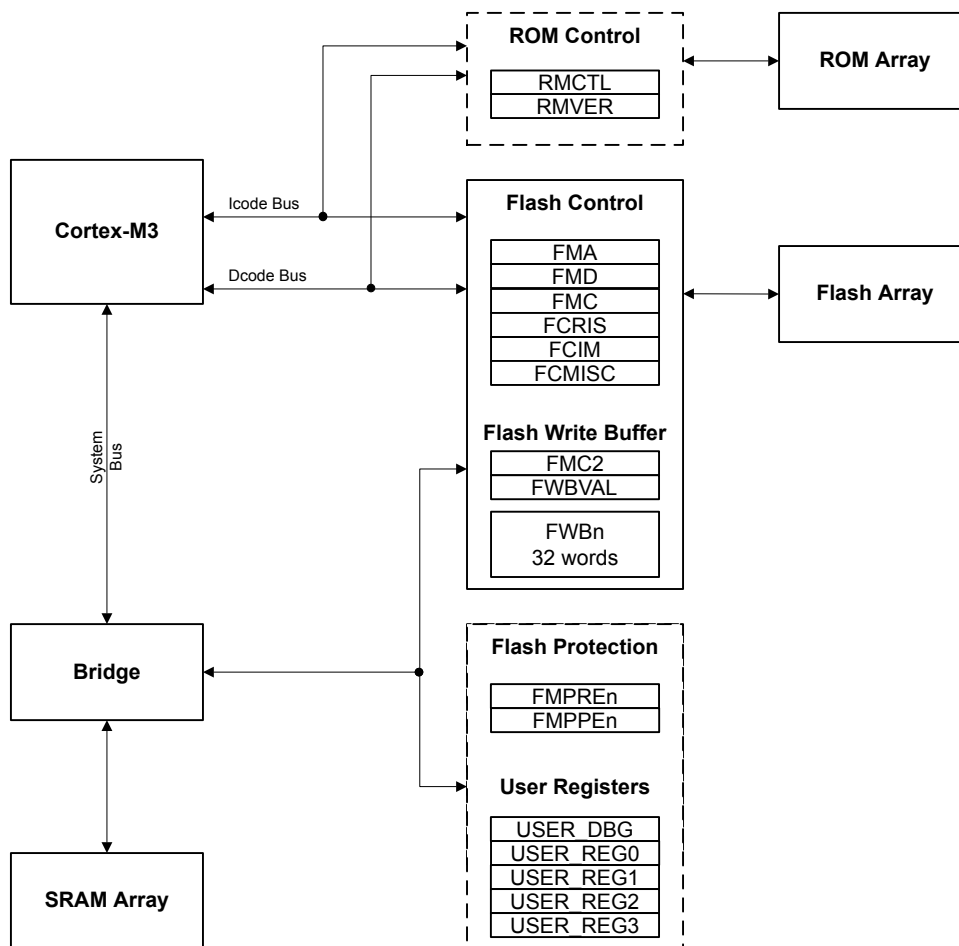 ROM Control
RMCTL
RMVER
ROM Array
Cortex-M3
Icode Bus
Dcode Bus
Flash Control
FMA
FMD
FMC
FCRIS
FCIM
FCMISC
Flash Array
System
Bus
Flash Write Buffer
FMC2
FWBVAL
FWBn
32 words
Bridge
Flash Protection
FMPREn
FMPPEn
User Registers
USER_DBG
USER_REG0
USER_REG1
USER_REG2
USER_REG3
SRAM Array